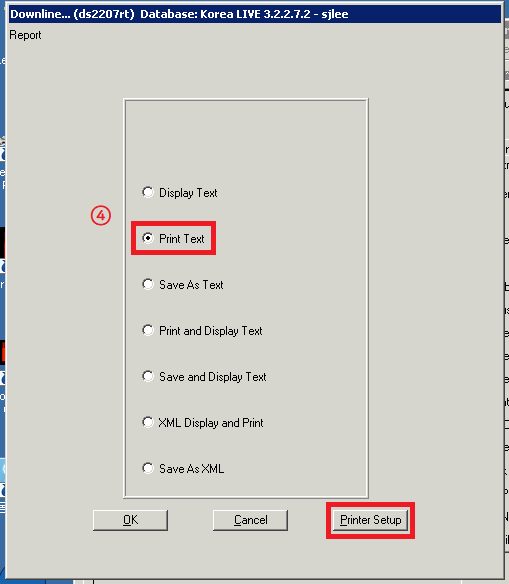 Downline... (ds2207rt) Database: Korea LIVE 3.2.2.7.2 - sjlee
Report
④
Display Text
Print Text
Save As Text
Print and Display Text
Save and Display Text
XML Display and Print
Save As XML
OK
Cancel
Printer Setup